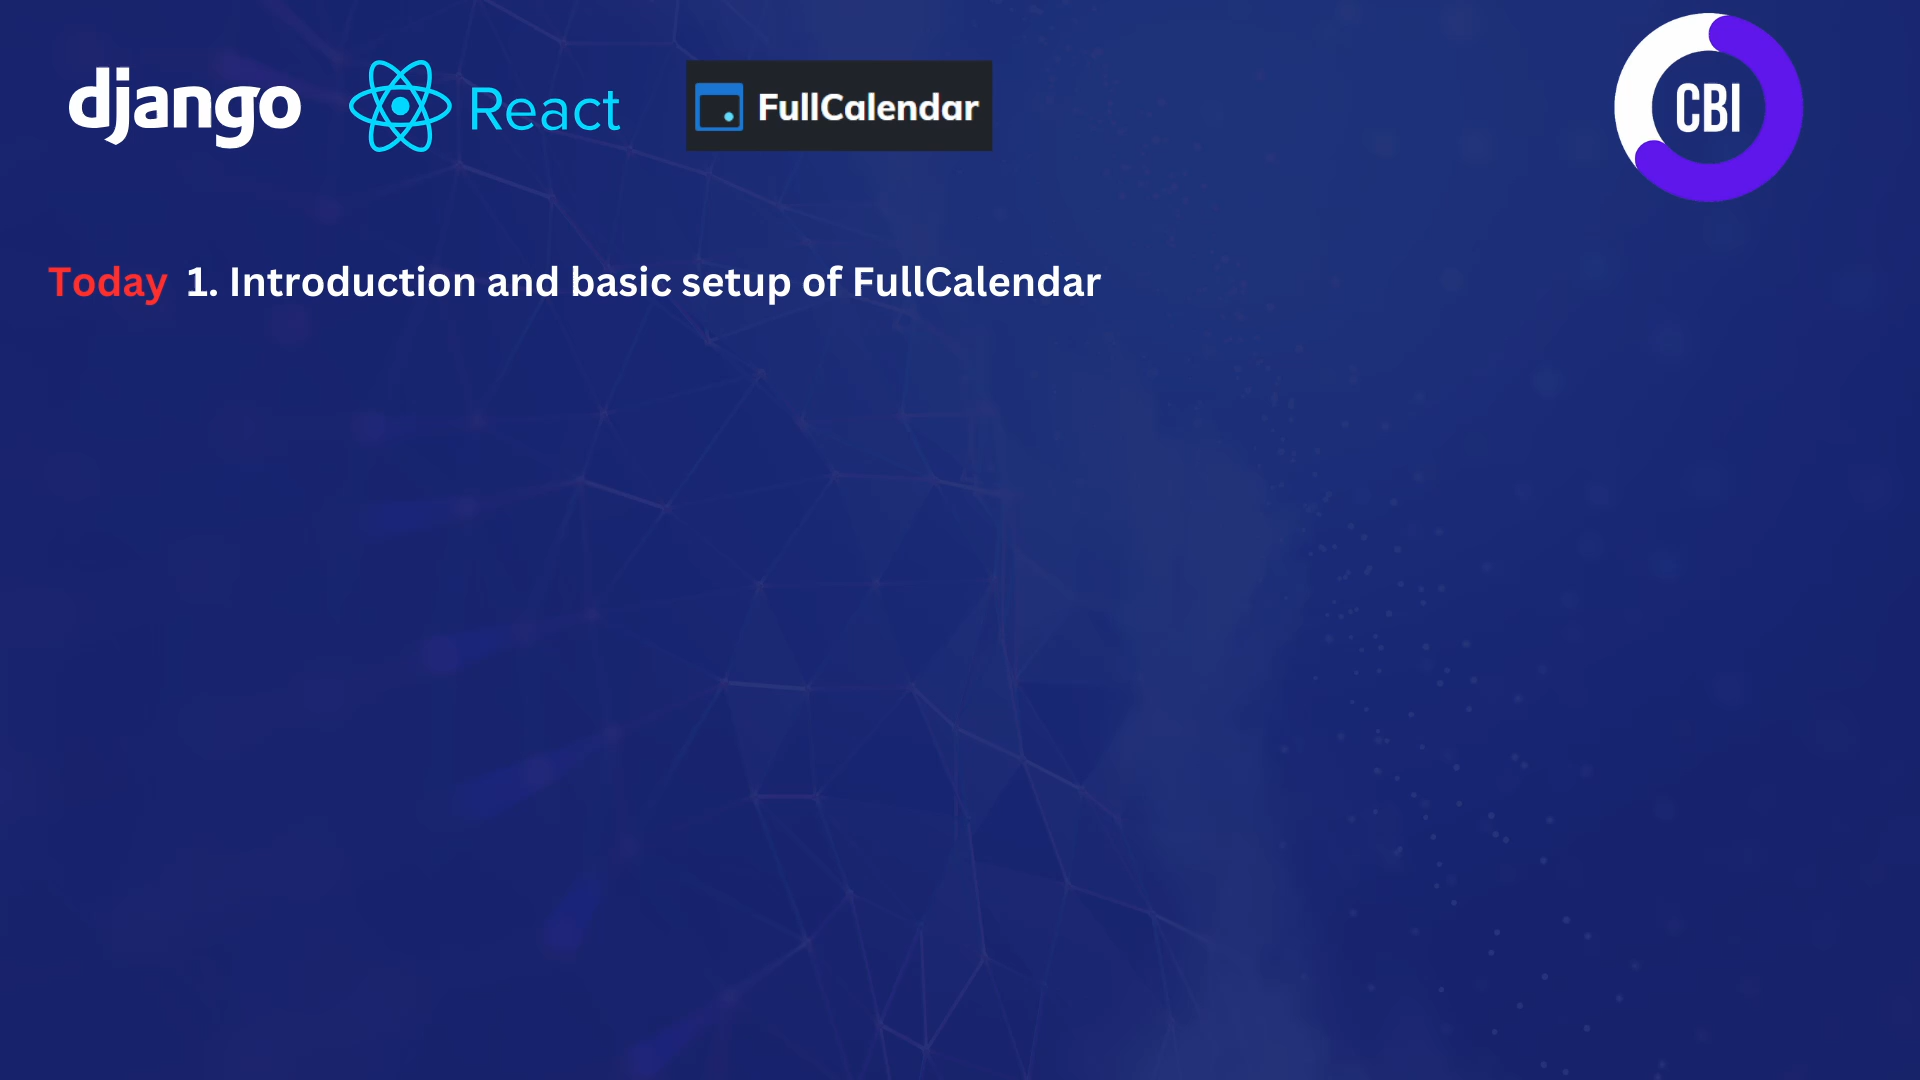 django React FullCalendar CBI
Today 1. Introduction and basic setup of FullCalendar